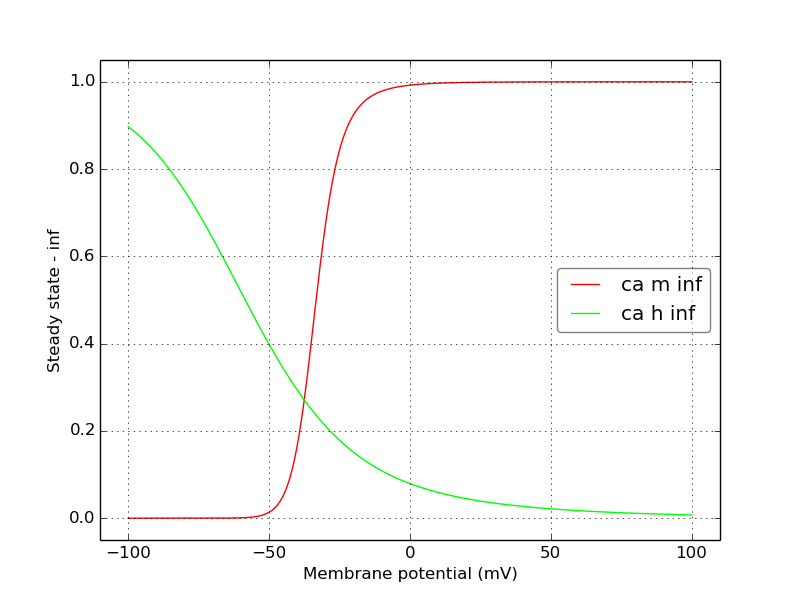 1.0
0.8
0.6
0.4
0.2
0.0
−100
−50
0
50
100
Steady state - inf
Membrane potential (mV)
ca m inf
ca h inf